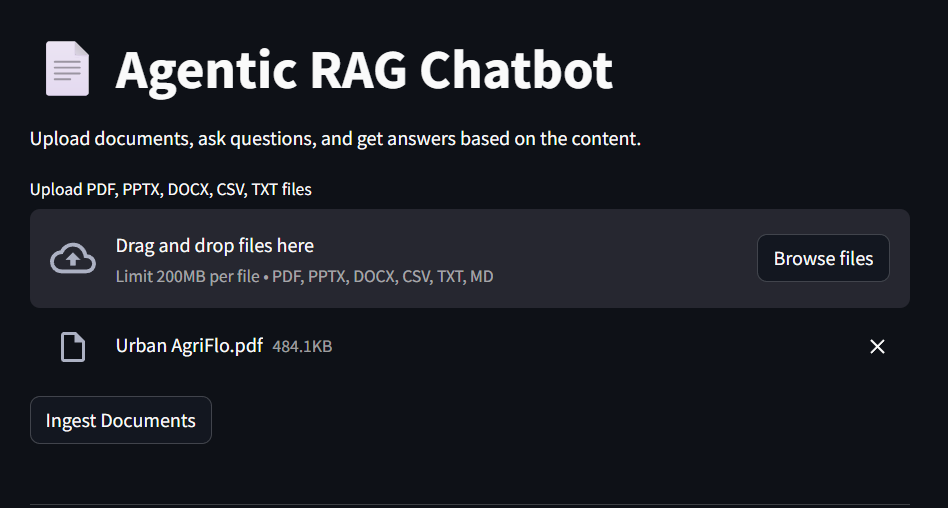 Agentic RAG Chatbot
Upload documents, ask questions, and get answers based on the content.
Upload PDF, PPTX, DOCX, CSV, TXT files
Drag and drop files here
Limit 200MB per file • PDF, PPTX, DOCX, CSV, TXT, MD
Browse files
Urban AgriFlo.pdf 484.1KB
Ingest Documents